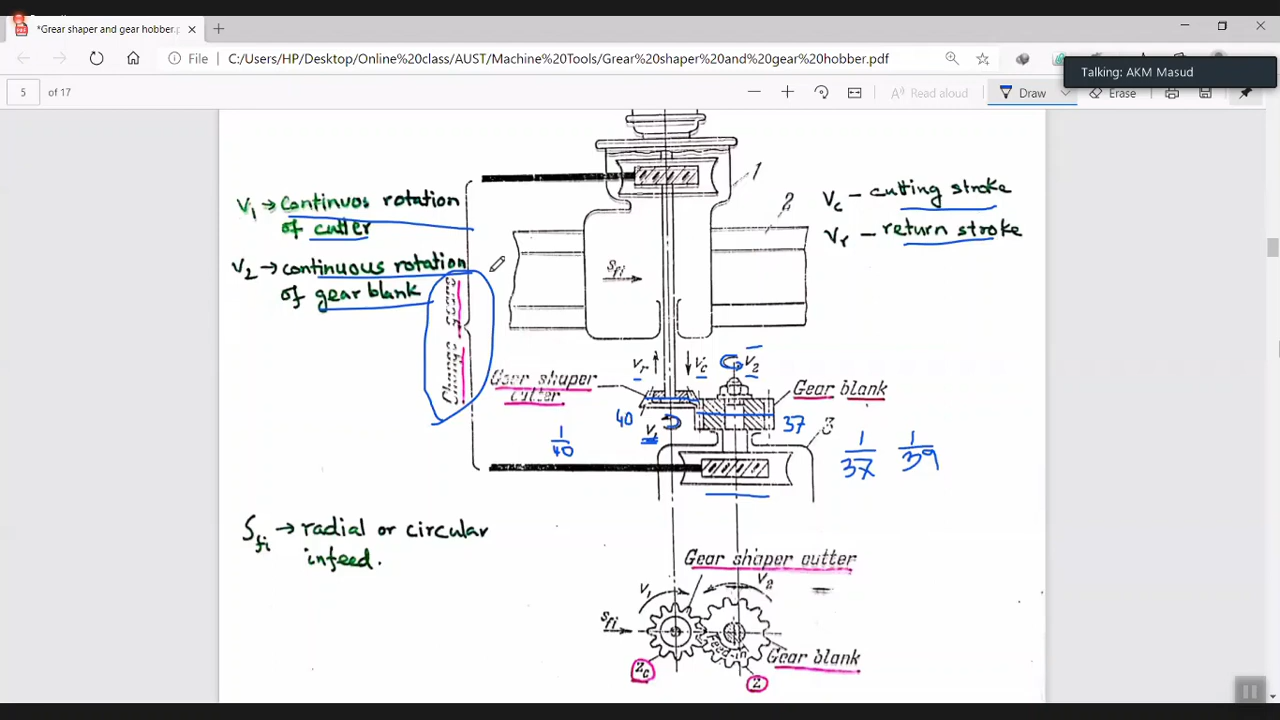 *Grear shaper and gear hobber.p
File
C:/Users/HP/Desktop/Online%20class/AUST/Machine%20Tools/Grear%20shaper%20and%20gear%20hobber.pdf
Talking: AKM Masud
5 of 17
Read aloud
Draw
Erase
1
2
V1 → continuos rotation
of cutter
V2 → continuous rotation
of gear blank
Change gears
Vc - cutting stroke
Vr - return stroke
Sfi
Vr
Vc
V2
Gear shaper
cutter
Gear blank
40
V1
37
3
1/40
1/37 1/39
Sfi → radial or circular
infeed.
Gear shaper cutter
V1
V2
Sfi
Feed-in
Gear blank
Zc
Z